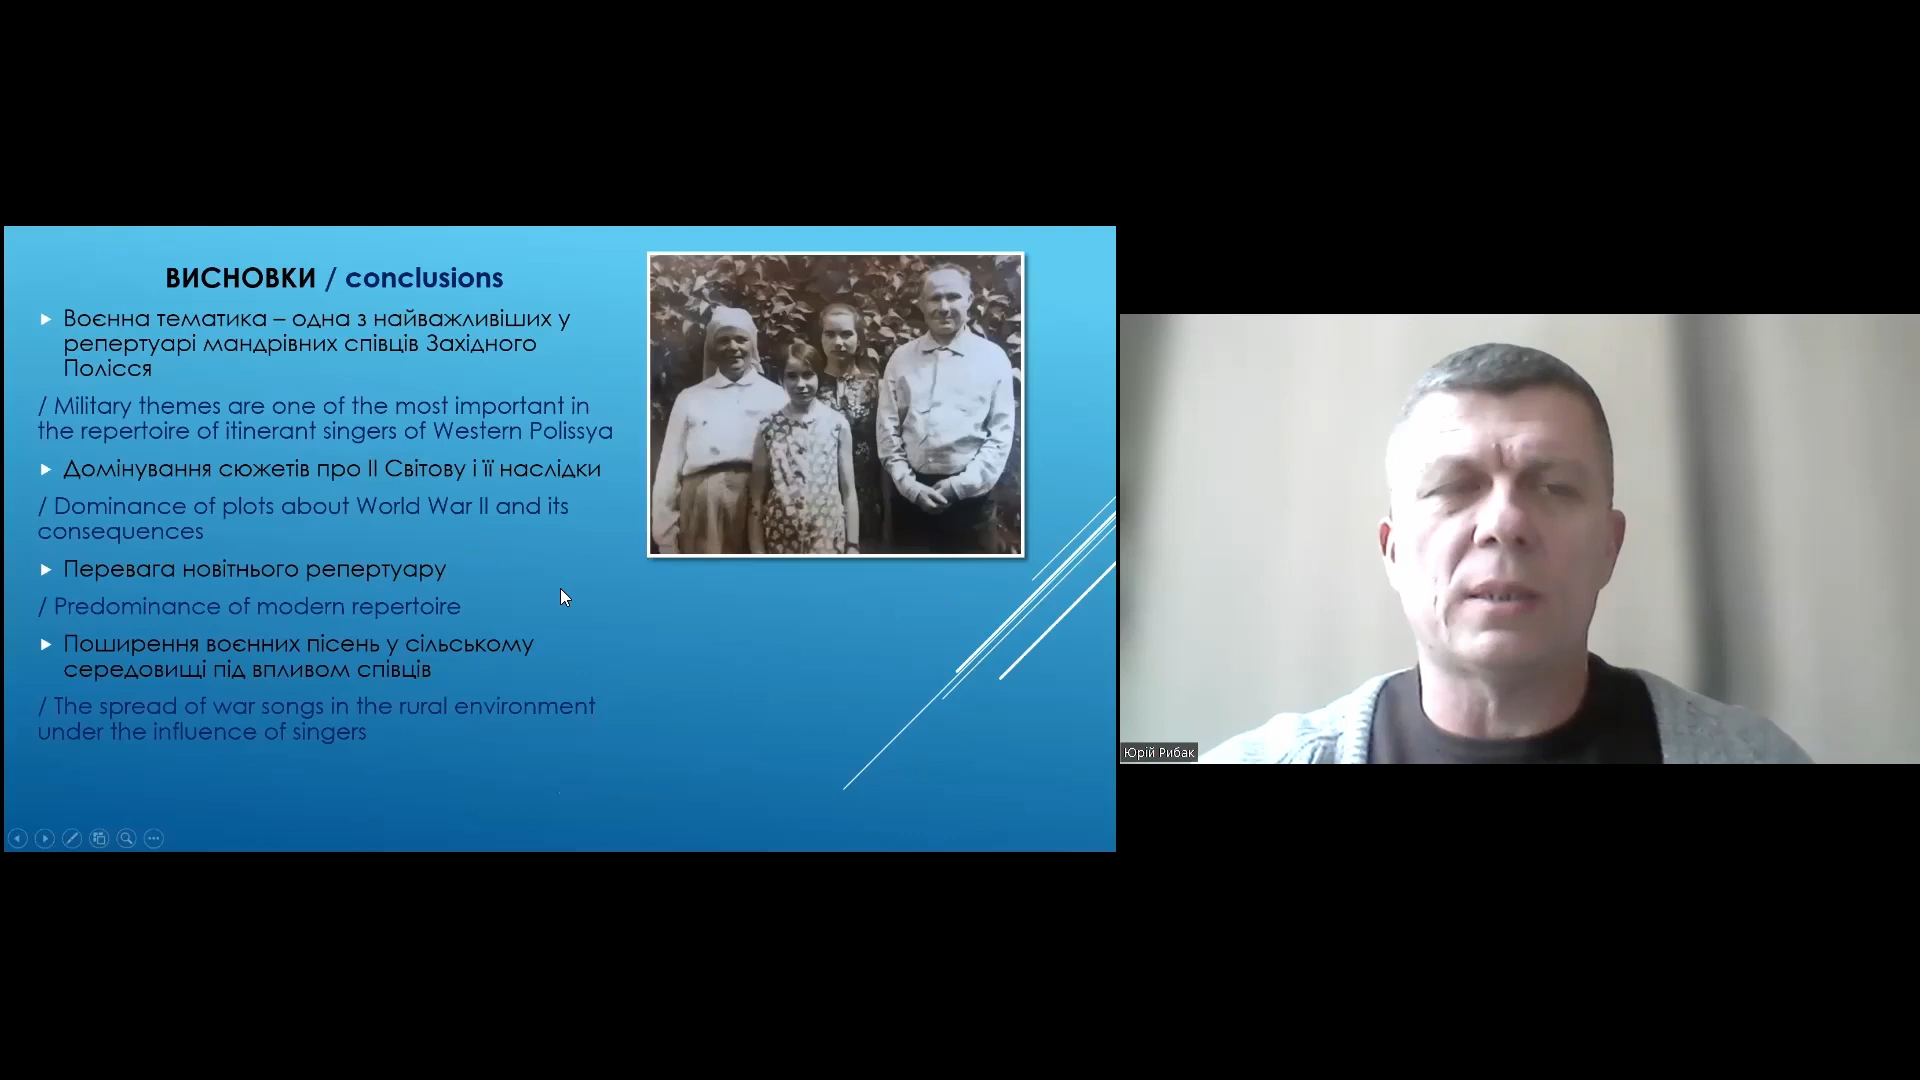 ВИСНОВКИ / conclusions
Воєнна тематика – одна з найважливіших у
репертуарі мандрівних співців Західного
Полісся
/ Military themes are one of the most important in
the repertoire of itinerant singers of Western Polissya
Домінування сюжетів про ІІ Світову і її наслідки
/ Dominance of plots about World War II and its
consequences
Перевага новітнього репертуару
/ Predominance of modern repertoire
Поширення воєнних пісень у сільському
середовищі під впливом співців
/ The spread of war songs in the rural environment
under the influence of singers
Юрій Рибак